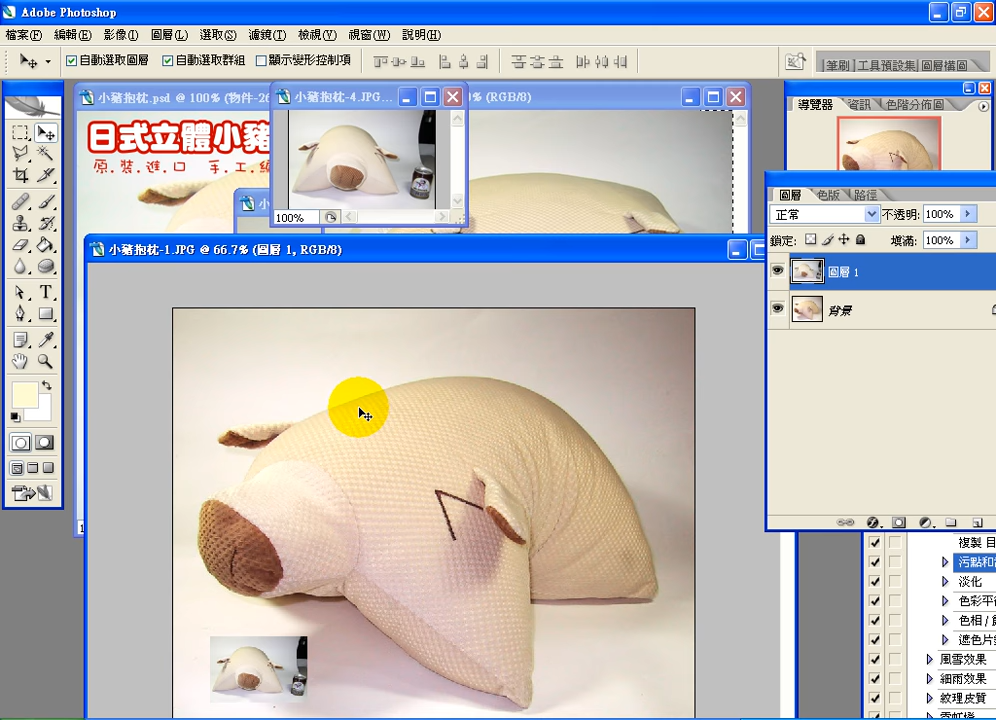 Adobe Photoshop
檔案(F) 編輯(E) 影像(I) 圖層(L) 選取(S) 濾鏡(T) 檢視(V) 視窗(W) 說明(H)
自動選取圖層 自動選取群組 顯示變形控制項
筆刷 工具預設集 圖層構圖
小豬抱枕.psd @ 100% (物件-26
小豬抱枕-4.JPG...
% (RGB/8)
導覽器 資訊 色階分佈圖
日式立體小豬
原.裝.進.口 手.工.
100%
小
小豬抱枕-1.JPG @ 66.7% (圖層 1, RGB/8)
圖層 色版 路徑
正常 不透明: 100%
鎖定: 填滿: 100%
圖層 1
背景
複製 目
污點和
淡化
色彩平衡
色相 /
遮色片
風雪效果
細雨效果
紋理皮質